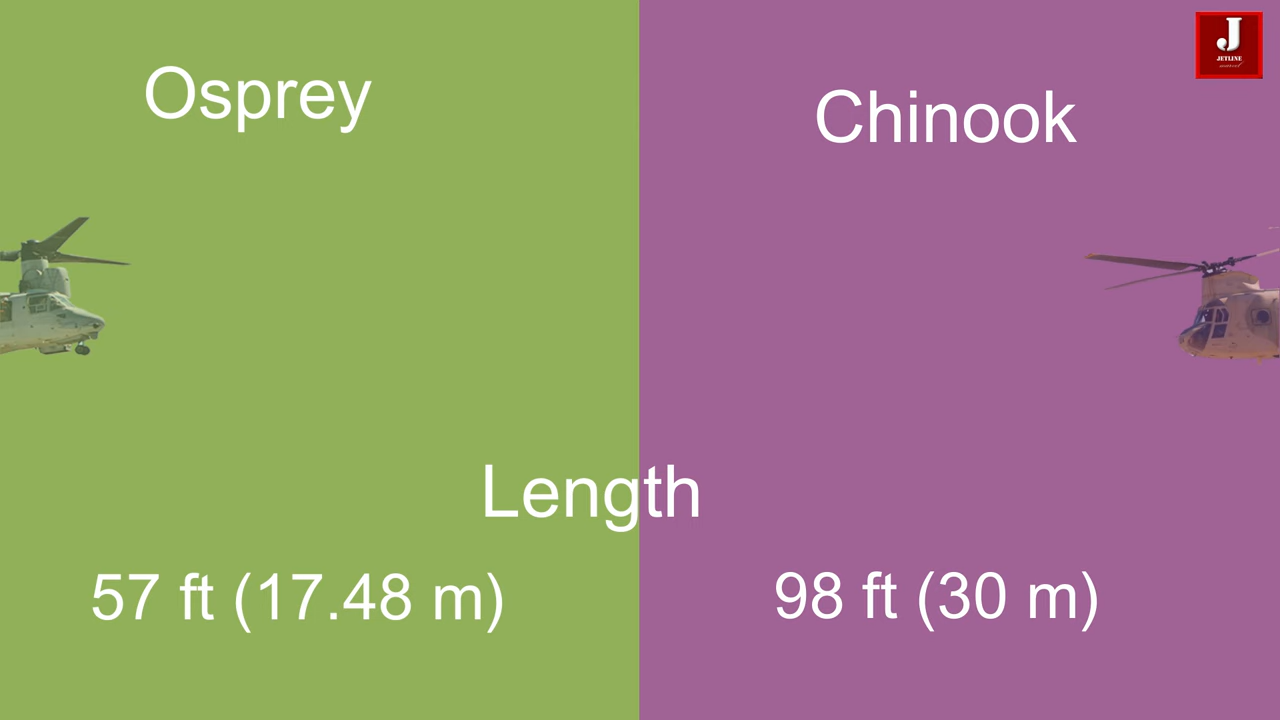 Osprey
Chinook
J
JETLINE
Length
57 ft (17.48 m)
98 ft (30 m)